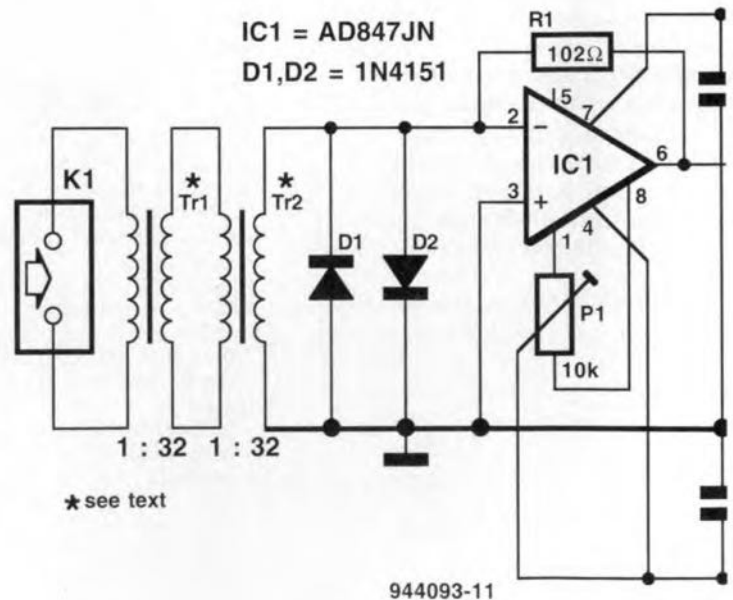 IC1 = AD847JN
D1,D2 = 1N4151
R1
102Ω
5
7
2
−
IC1
6
3
+
8
1
4
K1
*
Tr1
*
Tr2
D1
D2
P1
10k
1 : 32
1 : 32
* see text
944093-11